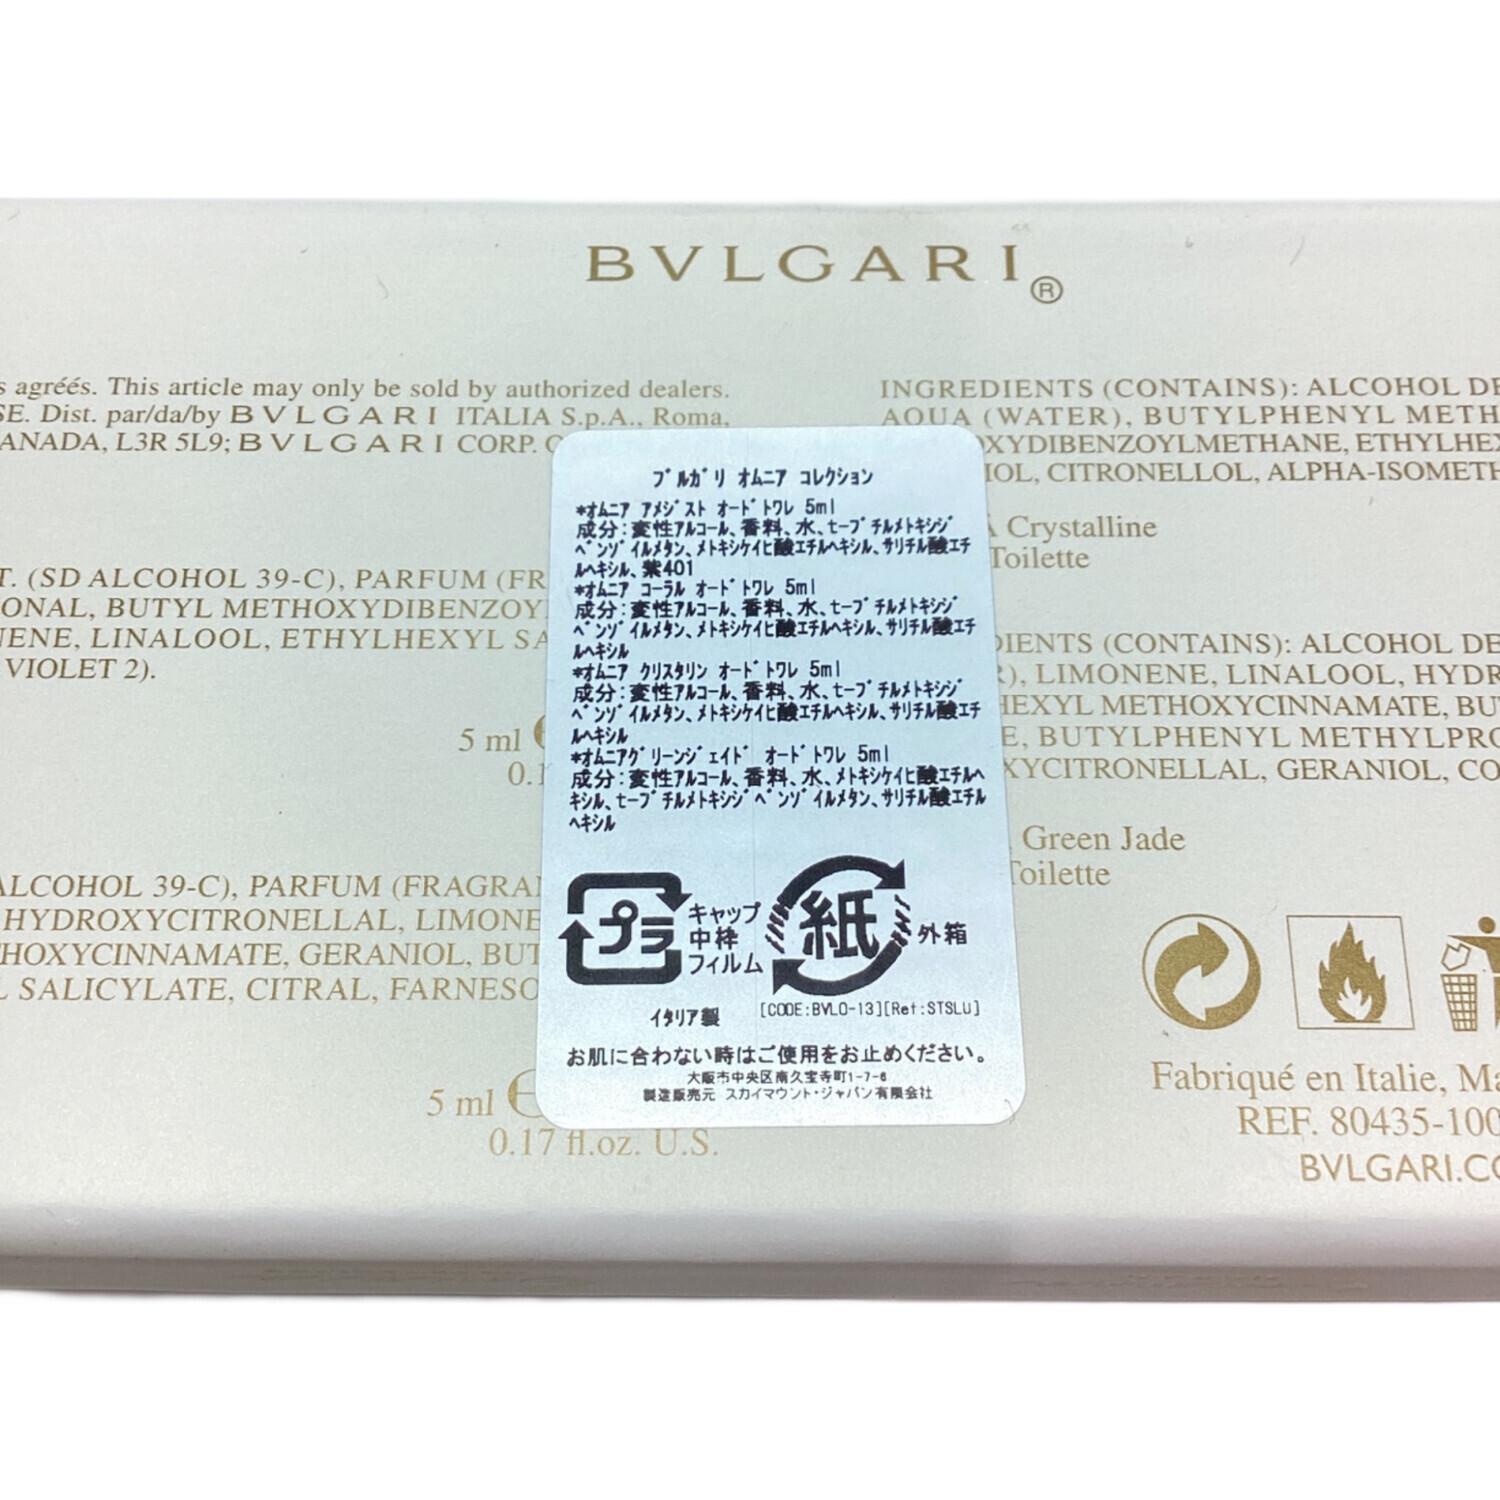 BVLGARI®
s agréés. This article may only be sold by authorized dealers.
SE. Dist. par/da/by BVLGARI ITALIA S.p.A., Roma,
ANADA, L3R 5L9; BVLGARI CORP.
T. (SD ALCOHOL 39-C), PARFUM (FR
ONAL, BUTYL METHOXYDIBENZOY
NENE, LINALOOL, ETHYLHEXYL SA
VIOLET 2).
5 ml
0.1
ALCOHOL 39-C), PARFUM (FRAGRA
HYDROXYCITRONELLAL, LIMONE
HOXYCINNAMATE, GERANIOL, BUT
L SALICYLATE, CITRAL, FARNESO
5 ml
0.17 fl.oz. U.S.
ブルガリ オムニア コレクション
*オムニア アメジスト オードトワレ 5ml
成分:変性アルコール、香料、水、t-ブチルメトキシジ
ベンゾイルメタン、メトキシケイヒ酸エチルヘキシル、サリチル酸エチ
ルヘキシル、紫401
*オムニア コーラル オードトワレ 5ml
成分:変性アルコール、香料、水、t-ブチルメトキシジ
ベンゾイルメタン、メトキシケイヒ酸エチルヘキシル、サリチル酸エチ
ルヘキシル
*オムニア クリスタリン オードトワレ 5ml
成分:変性アルコール、香料、水、t-ブチルメトキシジ
ベンゾイルメタン、メトキシケイヒ酸エチルヘキシル、サリチル酸エチ
ルヘキシル
*オムニアグリーンジェイド オードトワレ 5ml
成分:変性アルコール、香料、水、メトキシケイヒ酸エチルヘ
キシル、t-ブチルメトキシジベンゾイルメタン、サリチル酸エチル
ヘキシル
プラ
キャップ
中枠
フィルム
紙
外箱
イタリア製
[CODE:BVLO-13][Ref:STSLU]
お肌に合わない時はご使用をお止めください。
大阪市中央区南久宝寺町1-7-6
製造販売元 スカイマウント・ジャパン有限会社
INGREDIENTS (CONTAINS): ALCOHOL DE
AQUA (WATER), BUTYLPHENYL METH
OXYDIBENZOYLMETHANE, ETHYLHEX
IOL, CITRONELLOL, ALPHA-ISOMETH
A Crystalline
Toilette
DIENTS (CONTAINS): ALCOHOL DE
R), LIMONENE, LINALOOL, HYDR
HEXYL METHOXYCINNAMATE, BU
E, BUTYLPHENYL METHYLPRO
XYCITRONELLAL, GERANIOL, CO
Green Jade
Toilette
Fabriqué en Italie, Ma
REF. 80435-100
BVLGARI.CO